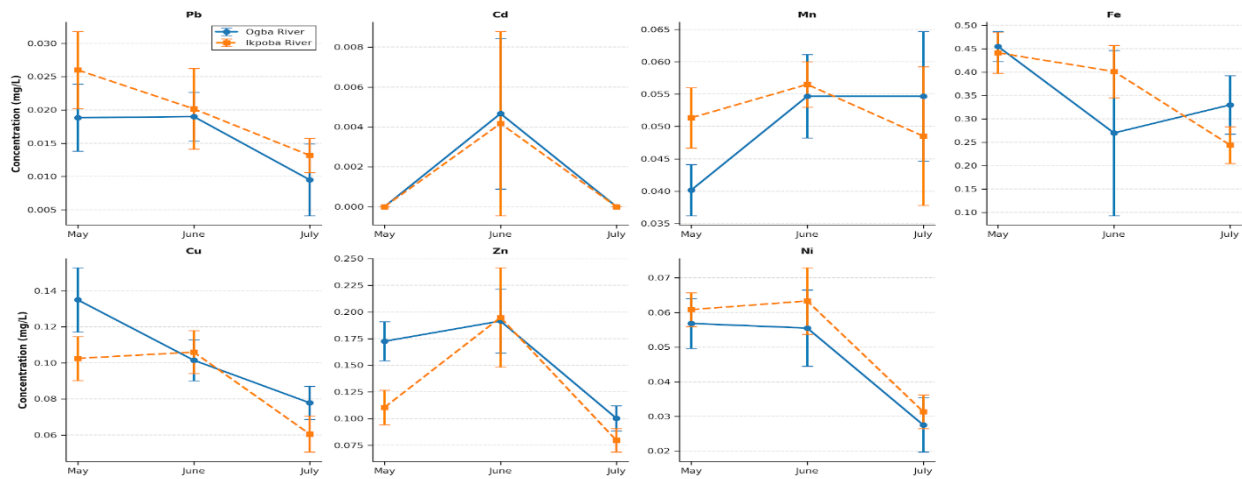 Pb
Cd
Mn
Fe
Ogba River
Ikpoba River
Concentration (mg/L)
0.030
0.025
0.020
0.015
0.010
0.005
May
June
July
0.008
0.006
0.004
0.002
0.000
May
June
July
0.065
0.060
0.055
0.050
0.045
0.040
0.035
May
June
July
0.50
0.45
0.40
0.35
0.30
0.25
0.20
0.15
0.10
May
June
July
Cu
Zn
Ni
Concentration (mg/L)
0.14
0.12
0.10
0.08
0.06
May
June
July
0.250
0.225
0.200
0.175
0.150
0.125
0.100
0.075
May
June
July
0.07
0.06
0.05
0.04
0.03
0.02
May
June
July